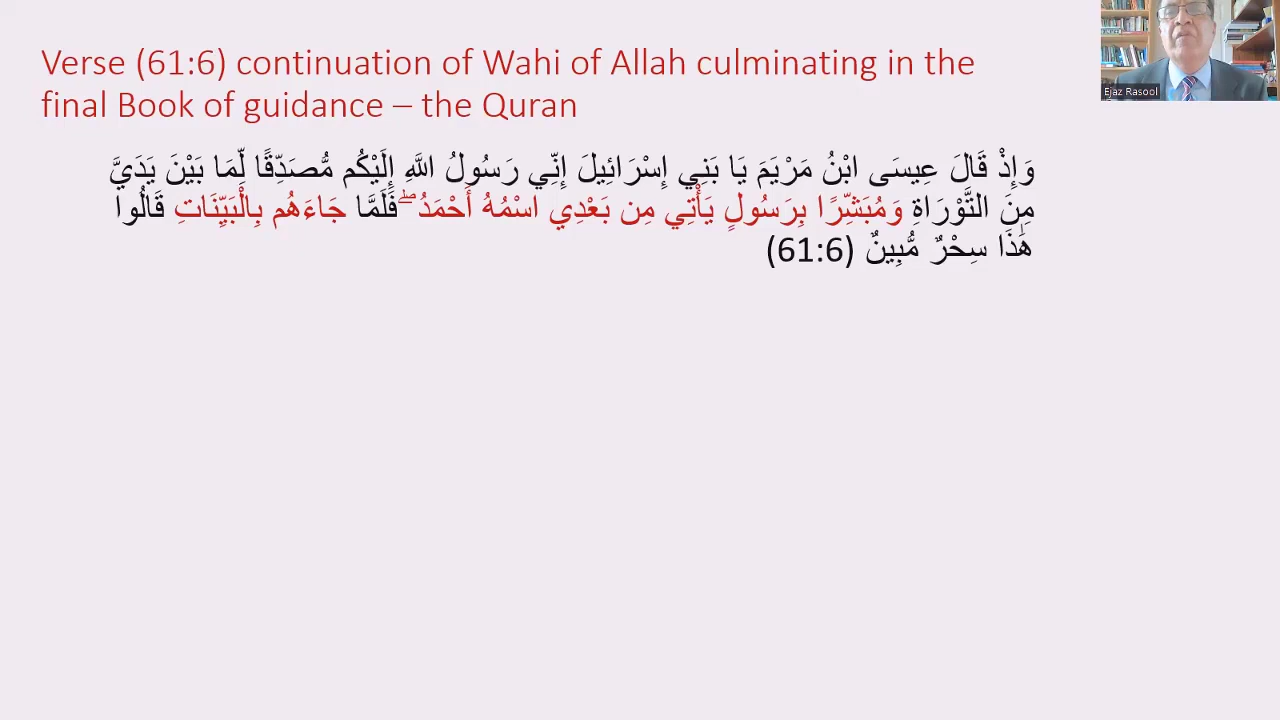 Verse (61:6) continuation of Wahi of Allah culminating in the
final Book of guidance – the Quran
وَإِذْ قَالَ عِيسَى ابْنُ مَرْيَمَ يَا بَنِي إِسْرَائِيلَ إِنِّي رَسُولُ اللَّهِ إِلَيْكُم مُّصَدِّقًا لِّمَا بَيْنَ يَدَيَّ
مِنَ التَّوْرَاةِ وَمُبَشِّرًا بِرَسُولٍ يَأْتِي مِن بَعْدِي اسْمُهُ أَحْمَدُ ۖ فَلَمَّا جَاءَهُم بِالْبَيِّنَاتِ قَالُوا
هَٰذَا سِحْرٌ مُّبِينٌ (61:6)
Ejaz Rasool